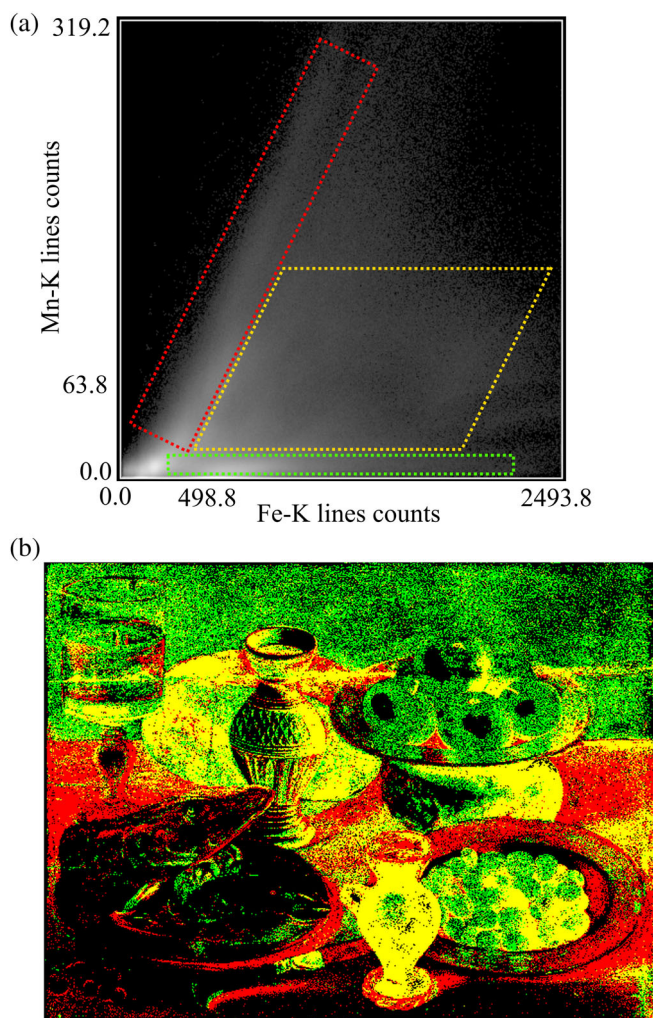 (a)
319.2
Mn-K lines counts
63.8
0.0
0.0 498.8 2493.8
Fe-K lines counts
(b)